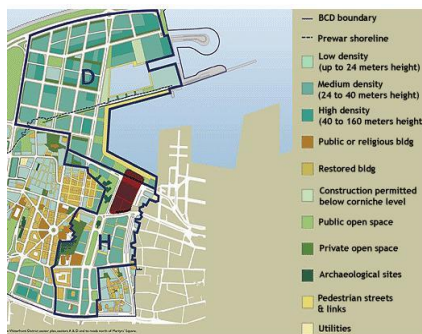 D
H
BCD boundary
Prewar shoreline
Low density
(up to 24 meters height)
Medium density
(24 to 40 meters height)
High density
(40 to 160 meters height)
Public or religious bldg
Restored bldg
Construction permitted
below corniche level
Public open space
Private open space
Archaeological sites
Pedestrian streets
& links
Utilities